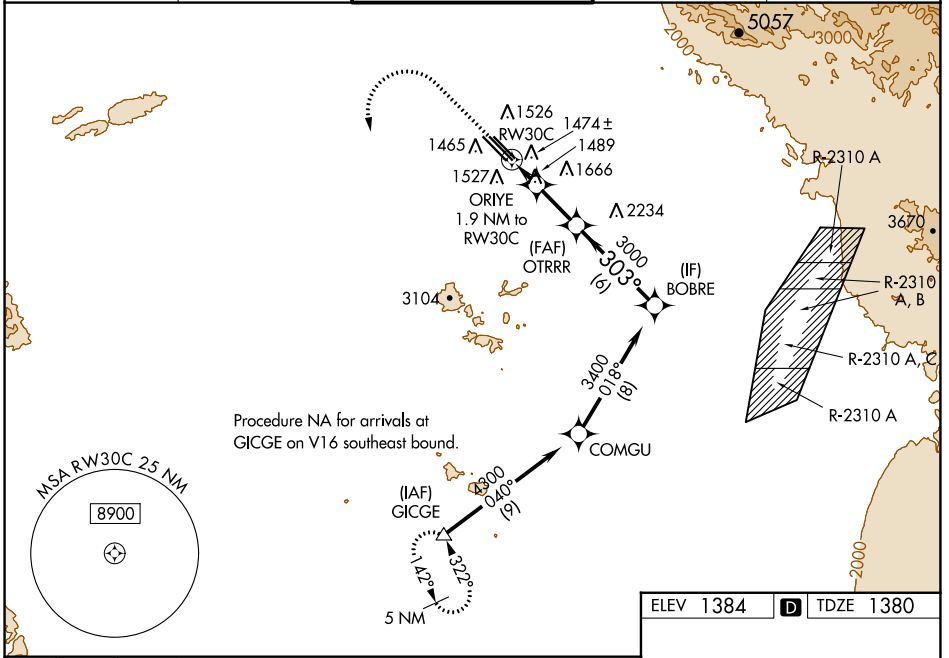 5057
2000
3000
2000
1526
RW30C
1474±
1465
1489
1527
1666
R-2310 A
ORIYE
1.9 NM to
RW30C
2234
3670
(FAF)
OTRRR
3000
303°
(6)
(IF)
BOBRE
R-2310
A, B
3104
R-2310 A, C
3400
018°
(8)
R-2310 A
Procedure NA for arrivals at
GICGE on V16 southeast bound.
COMGU
MSA RW30C 25 NM
8900
(IAF)
GICGE
4300
040°
(9)
142°
322°
5 NM
2000
ELEV 1384
D
TDZE 1380